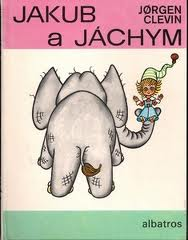 JAKUB
a JÁCHYM
JØRGEN
CLEVIN
albatros